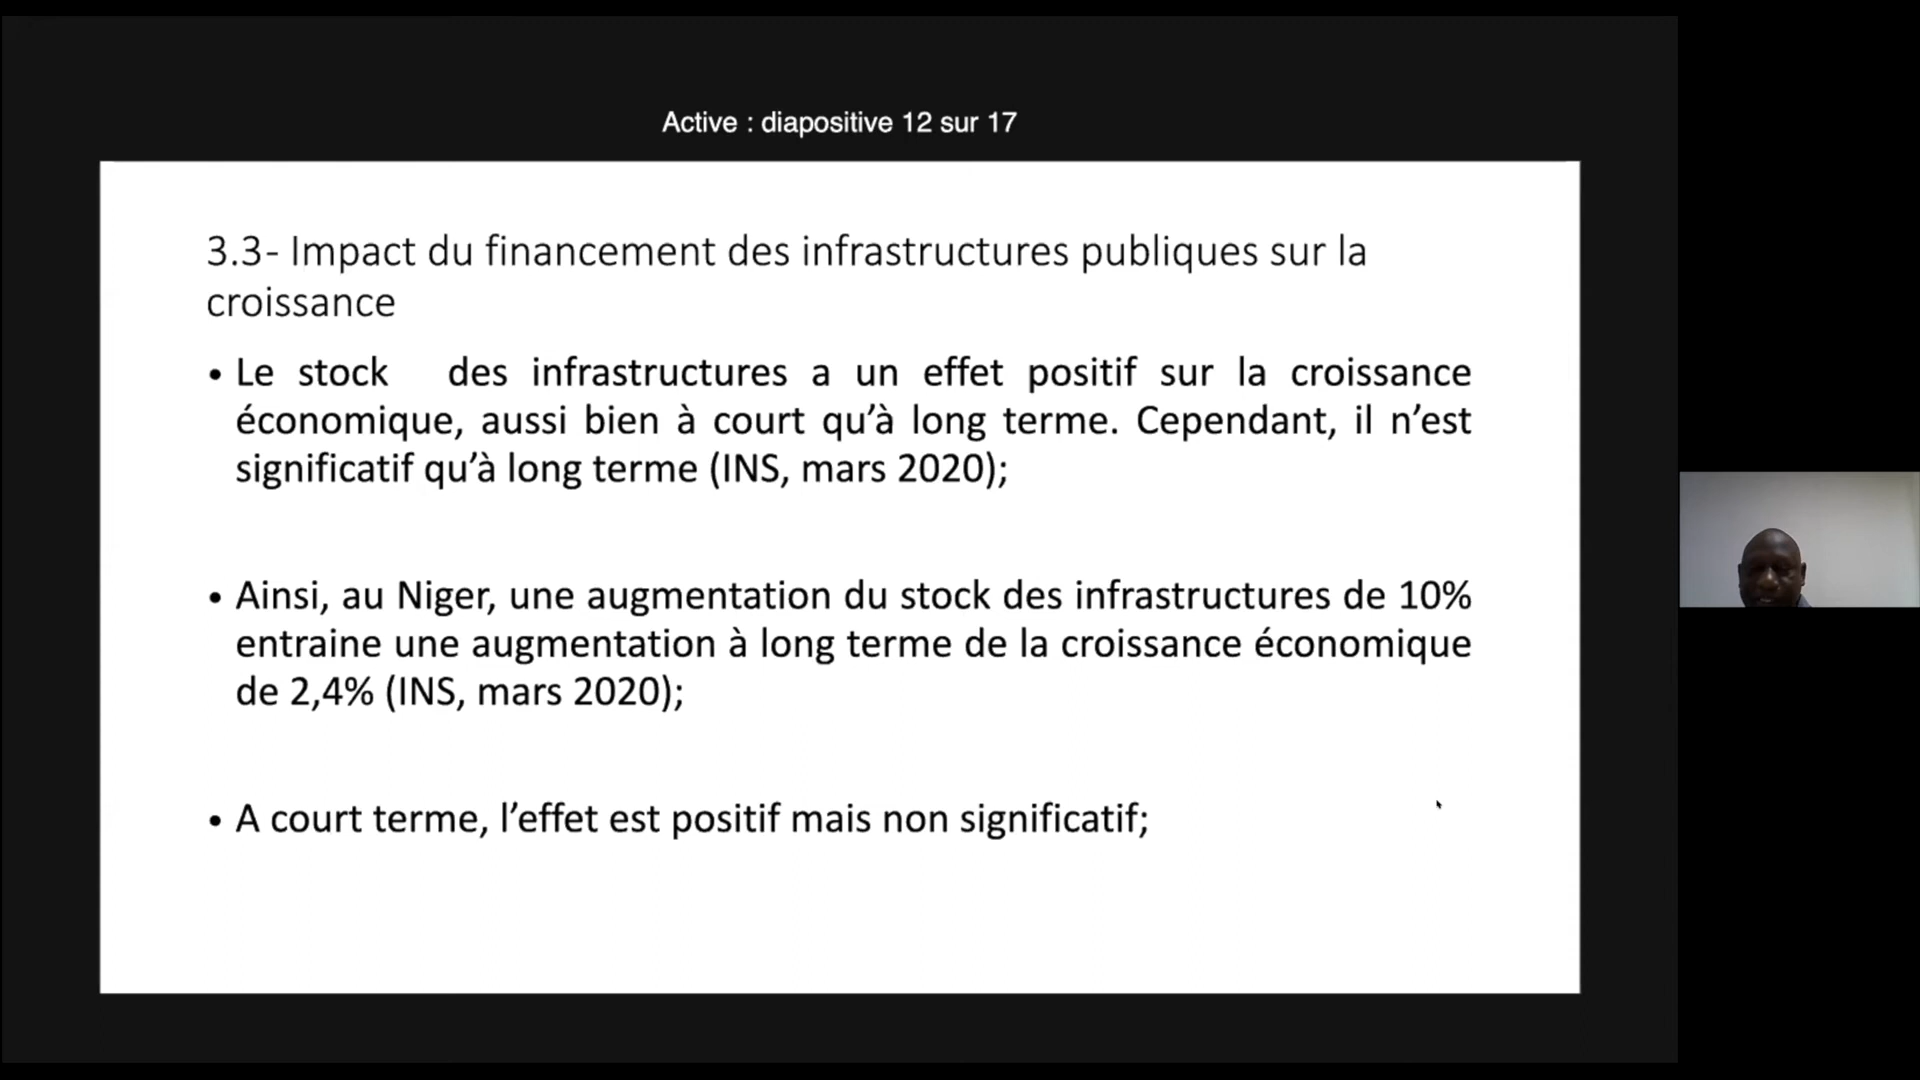 Active : diapositive 12 sur 17
3.3- Impact du financement des infrastructures publiques sur la
croissance
• Le stock des infrastructures a un effet positif sur la croissance
économique, aussi bien à court qu’à long terme. Cependant, il n’est
significatif qu’à long terme (INS, mars 2020);
• Ainsi, au Niger, une augmentation du stock des infrastructures de 10%
entraine une augmentation à long terme de la croissance économique
de 2,4% (INS, mars 2020);
• A court terme, l’effet est positif mais non significatif;